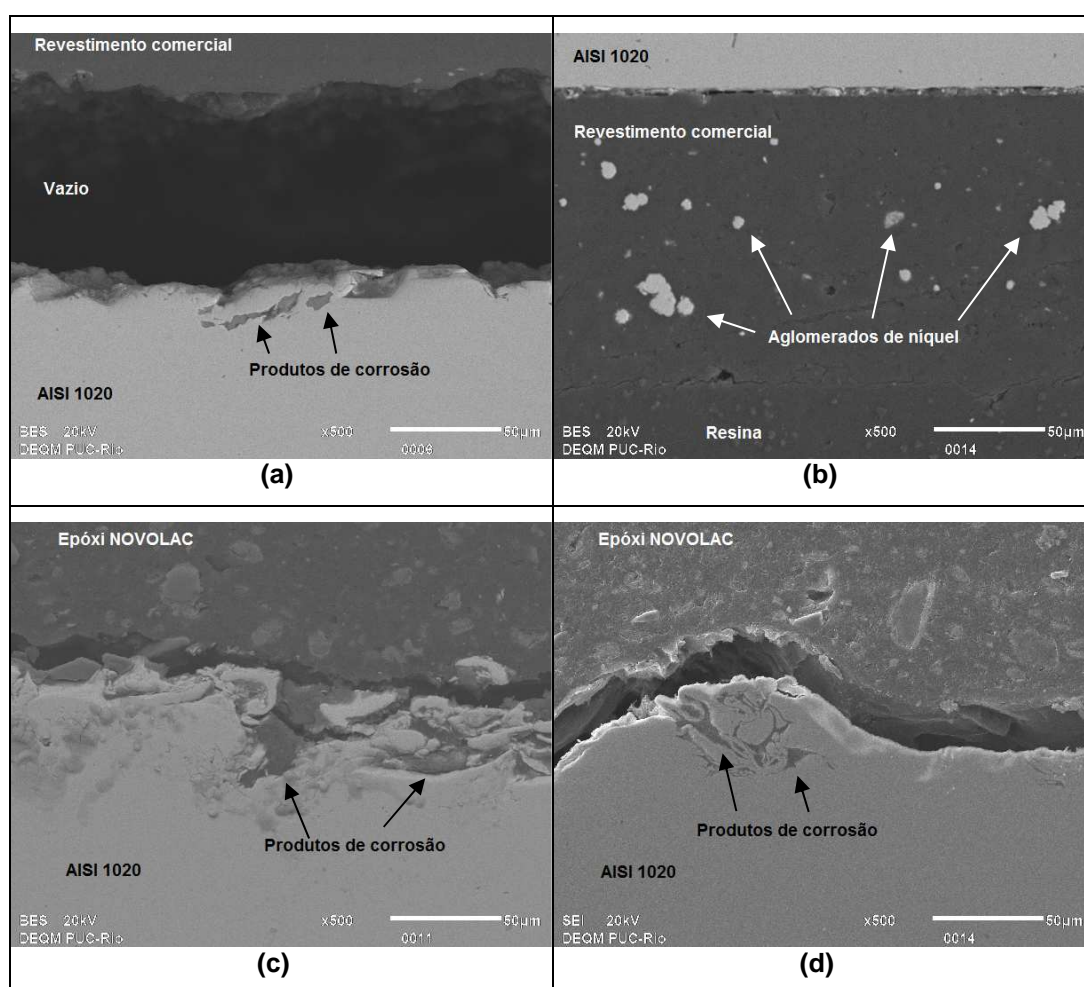 Revestimento comercial
Vazio
Produtos de corrosão
AISI 1020
BES 20kV x500 50µm
DEQM PUC-Rio 0006
(a)
AISI 1020
Revestimento comercial
Aglomerados de níquel
Resina
BES 20kV x500 50µm
DEQM PUC-Rio 0014
(b)
Epóxi NOVOLAC
Produtos de corrosão
AISI 1020
BES 20kV x500 50µm
DEQM PUC-Rio 0011
(c)
Epóxi NOVOLAC
Produtos de corrosão
AISI 1020
SEI 20kV x500 50µm
DEQM PUC-Rio 0014
(d)